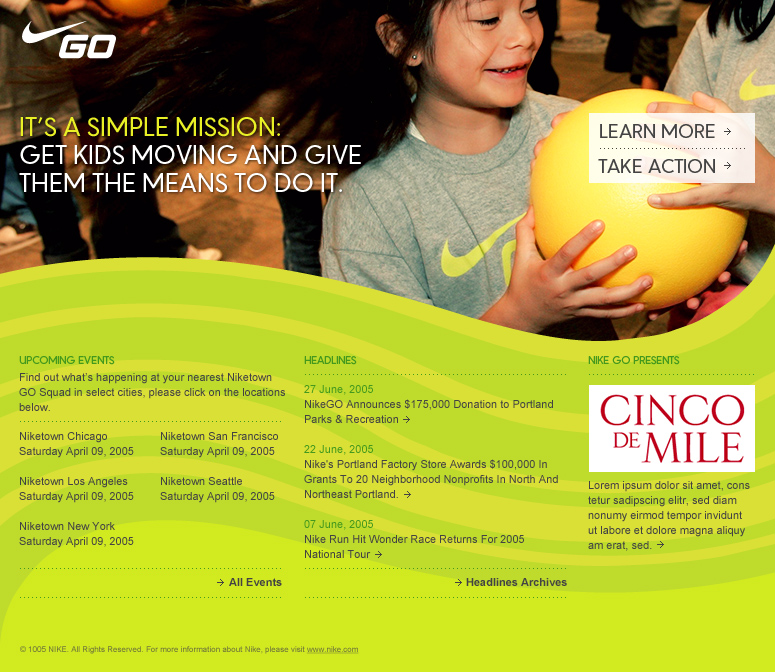 GO
IT'S A SIMPLE MISSION:
GET KIDS MOVING AND GIVE
THEM THE MEANS TO DO IT.
LEARN MORE →
TAKE ACTION →
UPCOMING EVENTS
Find out what's happening at your nearest Niketown
GO Squad in select cities, please click on the locations
below.
Niketown Chicago
Saturday April 09, 2005
Niketown San Francisco
Saturday April 09, 2005
Niketown Los Angeles
Saturday April 09, 2005
Niketown Seattle
Saturday April 09, 2005
Niketown New York
Saturday April 09, 2005
→ All Events
HEADLINES
27 June, 2005
NikeGO Announces $175,000 Donation to Portland
Parks & Recreation →
22 June, 2005
Nike's Portland Factory Store Awards $100,000 In
Grants To 20 Neighborhood Nonprofits In North And
Northeast Portland. →
07 June, 2005
Nike Run Hit Wonder Race Returns For 2005
National Tour →
→ Headlines Archives
NIKE GO PRESENTS
CINCO
DE MILE
Lorem ipsum dolor sit amet, cons
tetur sadipscing elitr, sed diam
nonumy eirmod tempor invidunt
ut labore et dolore magna aliquy
am erat, sed. →
© 1005 NIKE. All Rights Reserved. For more information about Nike, please visit www.nike.com